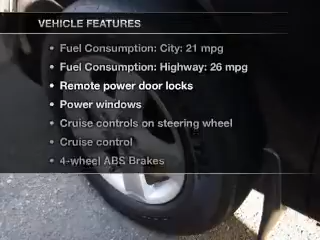 VEHICLE FEATURES
• Fuel Consumption: City: 21 mpg
• Fuel Consumption: Highway: 26 mpg
• Remote power door locks
• Power windows
• Cruise controls on steering wheel
• Cruise control
• 4-wheel ABS Brakes